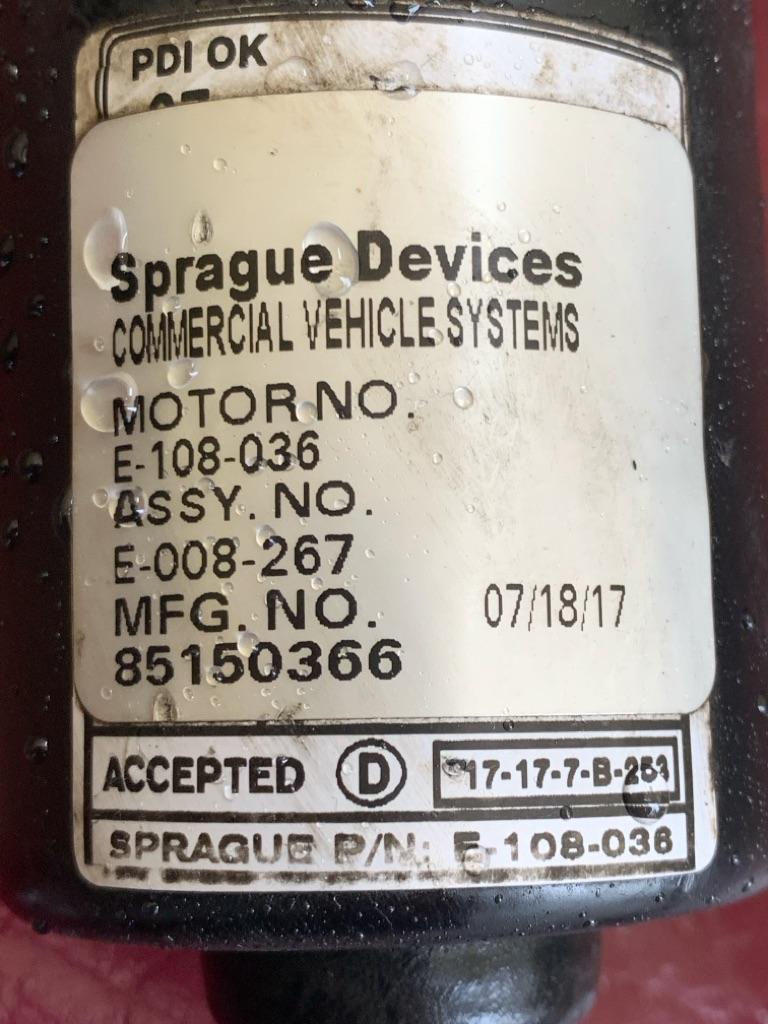 PDI OK
Sprague Devices
COMMERCIAL VEHICLE SYSTEMS
MOTOR NO.
E-108-036
ASSY. NO.
E-008-267
MFG. NO. 07/18/17
85150366
ACCEPTED D
SPRAGUE P/N: E-108-036